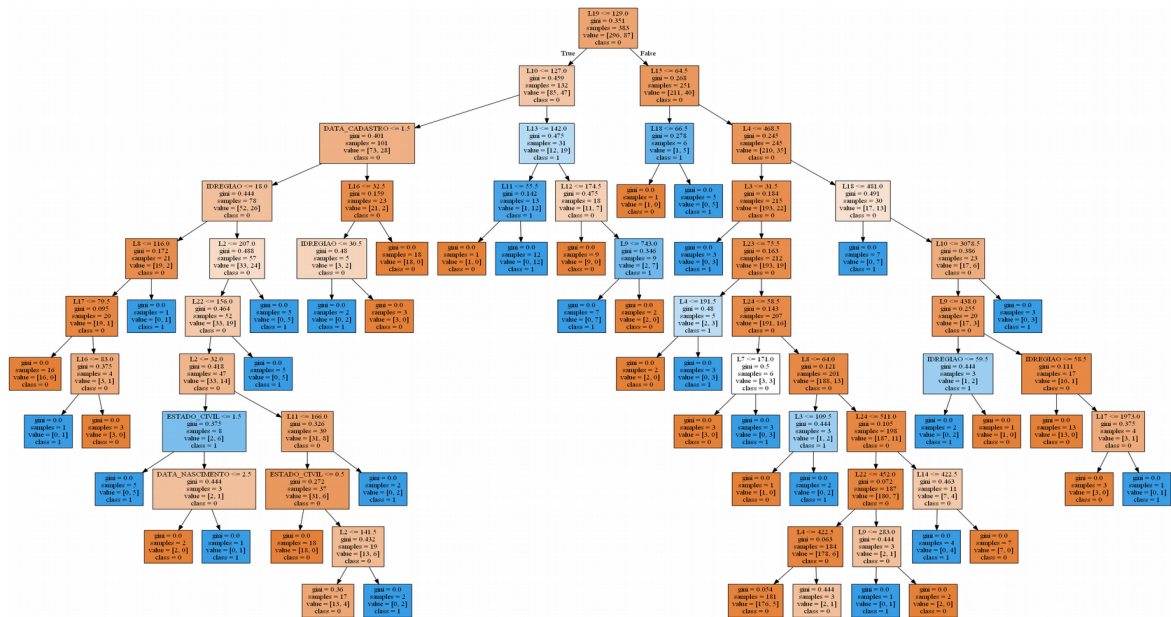 L19 <= 129.0
gini = 0.351
samples = 383
value = [296, 87]
class = 0
True
False
L10 <= 127.0
gini = 0.459
samples = 132
value = [85, 47]
class = 0
L15 <= 64.5
gini = 0.268
samples = 251
value = [211, 40]
class = 0
DATA_CADASTRO <= 1.5
gini = 0.401
samples = 101
value = [73, 28]
class = 0
L13 <= 142.0
gini = 0.475
samples = 31
value = [12, 19]
class = 1
L18 <= 66.5
gini = 0.278
samples = 6
value = [1, 5]
class = 1
L4 <= 468.5
gini = 0.245
samples = 245
value = [210, 35]
class = 0
IDREGIAO <= 18.0
gini = 0.444
samples = 78
value = [52, 26]
class = 0
L16 <= 32.5
gini = 0.159
samples = 23
value = [21, 2]
class = 0
L11 <= 55.5
gini = 0.142
samples = 13
value = [1, 12]
class = 1
L12 <= 174.5
gini = 0.475
samples = 18
value = [11, 7]
class = 0
gini = 0.0
samples = 1
value = [1, 0]
class = 0
gini = 0.0
samples = 5
value = [0, 5]
class = 1
L3 <= 31.5
gini = 0.184
samples = 215
value = [193, 22]
class = 0
L18 <= 481.0
gini = 0.491
samples = 30
value = [17, 13]
class = 0
L8 <= 116.0
gini = 0.172
samples = 21
value = [19, 2]
class = 0
L2 <= 207.0
gini = 0.488
samples = 57
value = [33, 24]
class = 0
IDREGIAO <= 30.5
gini = 0.48
samples = 5
value = [3, 2]
class = 0
gini = 0.0
samples = 18
value = [18, 0]
class = 0
gini = 0.0
samples = 1
value = [1, 0]
class = 0
gini = 0.0
samples = 12
value = [0, 12]
class = 1
gini = 0.0
samples = 9
value = [9, 0]
class = 0
L9 <= 743.0
gini = 0.346
samples = 9
value = [2, 7]
class = 1
gini = 0.0
samples = 3
value = [0, 3]
class = 1
L23 <= 75.5
gini = 0.163
samples = 212
value = [193, 19]
class = 0
gini = 0.0
samples = 7
value = [0, 7]
class = 1
L10 <= 3078.5
gini = 0.386
samples = 23
value = [17, 6]
class = 0
L17 <= 79.5
gini = 0.095
samples = 20
value = [19, 1]
class = 0
gini = 0.0
samples = 1
value = [0, 1]
class = 1
L22 <= 156.0
gini = 0.464
samples = 52
value = [33, 19]
class = 0
gini = 0.0
samples = 5
value = [0, 5]
class = 1
gini = 0.0
samples = 2
value = [0, 2]
class = 1
gini = 0.0
samples = 3
value = [3, 0]
class = 0
gini = 0.0
samples = 7
value = [0, 7]
class = 1
gini = 0.0
samples = 2
value = [2, 0]
class = 0
L4 <= 191.5
gini = 0.48
samples = 5
value = [2, 3]
class = 1
L24 <= 58.5
gini = 0.143
samples = 207
value = [191, 16]
class = 0
L9 <= 438.0
gini = 0.255
samples = 20
value = [17, 3]
class = 0
gini = 0.0
samples = 3
value = [0, 3]
class = 1
gini = 0.0
samples = 16
value = [16, 0]
class = 0
L16 <= 83.0
gini = 0.375
samples = 4
value = [3, 1]
class = 0
L2 <= 32.0
gini = 0.418
samples = 47
value = [33, 14]
class = 0
gini = 0.0
samples = 5
value = [0, 5]
class = 1
gini = 0.0
samples = 2
value = [2, 0]
class = 0
gini = 0.0
samples = 3
value = [0, 3]
class = 1
L7 <= 171.0
gini = 0.5
samples = 6
value = [3, 3]
class = 0
L8 <= 64.0
gini = 0.121
samples = 201
value = [188, 13]
class = 0
IDREGIAO <= 59.5
gini = 0.444
samples = 3
value = [1, 2]
class = 1
IDREGIAO <= 58.5
gini = 0.111
samples = 17
value = [16, 1]
class = 0
gini = 0.0
samples = 1
value = [0, 1]
class = 1
gini = 0.0
samples = 3
value = [3, 0]
class = 0
ESTADO_CIVIL <= 1.5
gini = 0.375
samples = 8
value = [2, 6]
class = 1
L11 <= 166.0
gini = 0.326
samples = 39
value = [31, 8]
class = 0
gini = 0.0
samples = 3
value = [3, 0]
class = 0
gini = 0.0
samples = 3
value = [0, 3]
class = 1
L3 <= 109.5
gini = 0.444
samples = 3
value = [1, 2]
class = 1
L24 <= 511.0
gini = 0.105
samples = 198
value = [187, 11]
class = 0
gini = 0.0
samples = 2
value = [0, 2]
class = 1
gini = 0.0
samples = 1
value = [1, 0]
class = 0
gini = 0.0
samples = 13
value = [13, 0]
class = 0
L17 <= 1973.0
gini = 0.375
samples = 4
value = [3, 1]
class = 0
gini = 0.0
samples = 5
value = [0, 5]
class = 1
DATA_NASCIMENTO <= 2.5
gini = 0.444
samples = 3
value = [2, 1]
class = 0
ESTADO_CIVIL <= 0.5
gini = 0.272
samples = 37
value = [31, 6]
class = 0
gini = 0.0
samples = 2
value = [0, 2]
class = 1
gini = 0.0
samples = 1
value = [1, 0]
class = 0
gini = 0.0
samples = 2
value = [0, 2]
class = 1
L22 <= 452.0
gini = 0.072
samples = 187
value = [180, 7]
class = 0
L14 <= 422.5
gini = 0.463
samples = 11
value = [7, 4]
class = 0
gini = 0.0
samples = 3
value = [3, 0]
class = 0
gini = 0.0
samples = 1
value = [0, 1]
class = 1
gini = 0.0
samples = 2
value = [2, 0]
class = 0
gini = 0.0
samples = 1
value = [0, 1]
class = 1
gini = 0.0
samples = 18
value = [18, 0]
class = 0
L2 <= 141.5
gini = 0.432
samples = 19
value = [13, 6]
class = 0
L4 <= 422.5
gini = 0.063
samples = 184
value = [178, 6]
class = 0
L9 <= 283.0
gini = 0.444
samples = 3
value = [2, 1]
class = 0
gini = 0.0
samples = 4
value = [0, 4]
class = 1
gini = 0.0
samples = 7
value = [7, 0]
class = 0
gini = 0.36
samples = 17
value = [13, 4]
class = 0
gini = 0.0
samples = 2
value = [0, 2]
class = 1
gini = 0.054
samples = 181
value = [176, 5]
class = 0
gini = 0.444
samples = 3
value = [2, 1]
class = 0
gini = 0.0
samples = 1
value = [0, 1]
class = 1
gini = 0.0
samples = 2
value = [2, 0]
class = 0